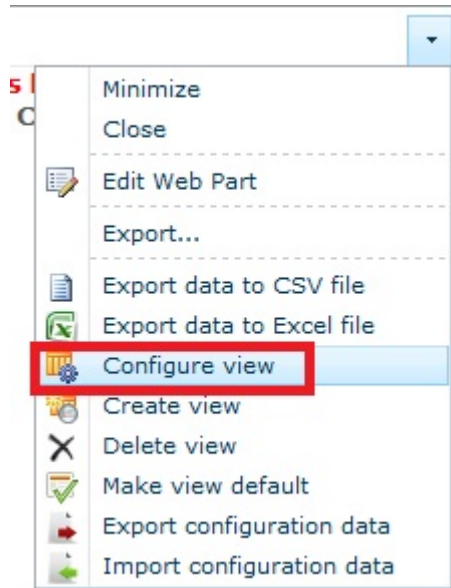 s
C
Minimize
Close
Edit Web Part
Export...
Export data to CSV file
Export data to Excel file
Configure view
Create view
Delete view
Make view default
Export configuration data
Import configuration data